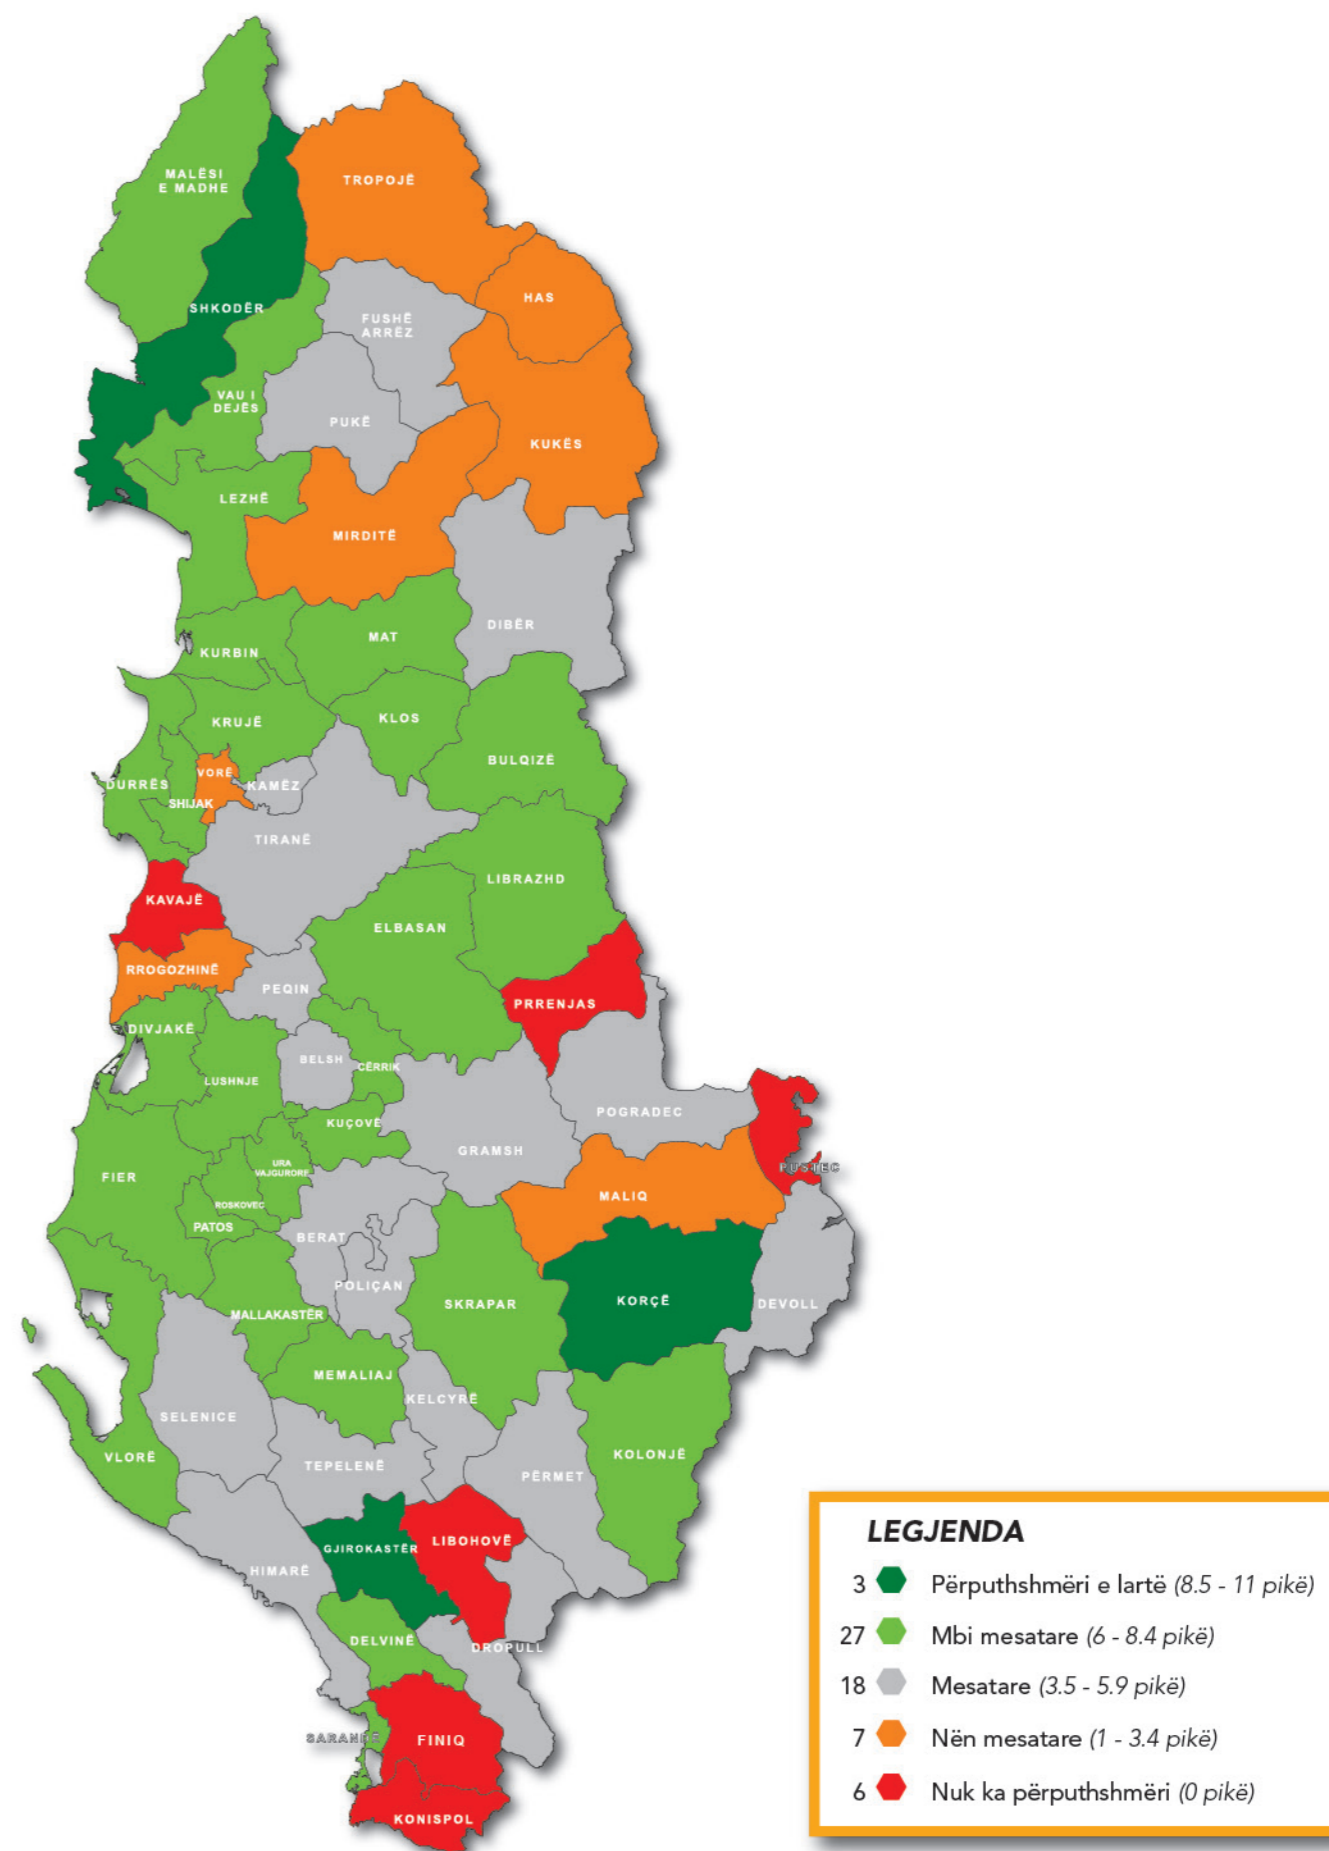 MALËSI
E MADHE
TROPOJË
HAS
SHKODËR
FUSHË
ARRËZ
VAU I
DEJËS
PUKË
KUKËS
LEZHË
MIRDITË
DIBËR
MAT
KURBIN
KRUJË
KLOS
BULQIZË
VORË
KAMËZ
DURRËS
SHIJAK
TIRANË
LIBRAZHD
KAVAJË
ELBASAN
RROGOZHINË
PEQIN
PRRENJAS
DIVJAKË
BELSH
CËRRIK
LUSHNJE
POGRADEC
KUÇOVË
GRAMSH
URA
VAJGURORE
PUSTEC
FIER
MALIQ
ROSKOVEC
PATOS
BERAT
POLIÇAN
KORÇË
DEVOLL
SKRAPAR
MALLAKASTËR
MEMALIAJ
KELCYRË
SELENICE
VLORË
TEPELENË
PËRMET
KOLONJË
LIBOHOVË
GJIROKASTËR
HIMARË
DELVINË
DROPULL
SARANDË
FINIQ
KONISPOL
LEGJENDA
3 Përputhshmëri e lartë (8.5 - 11 pikë)
27 Mbi mesatare (6 - 8.4 pikë)
18 Mesatare (3.5 - 5.9 pikë)
7 Nën mesatare (1 - 3.4 pikë)
6 Nuk ka përputhshmëri (0 pikë)